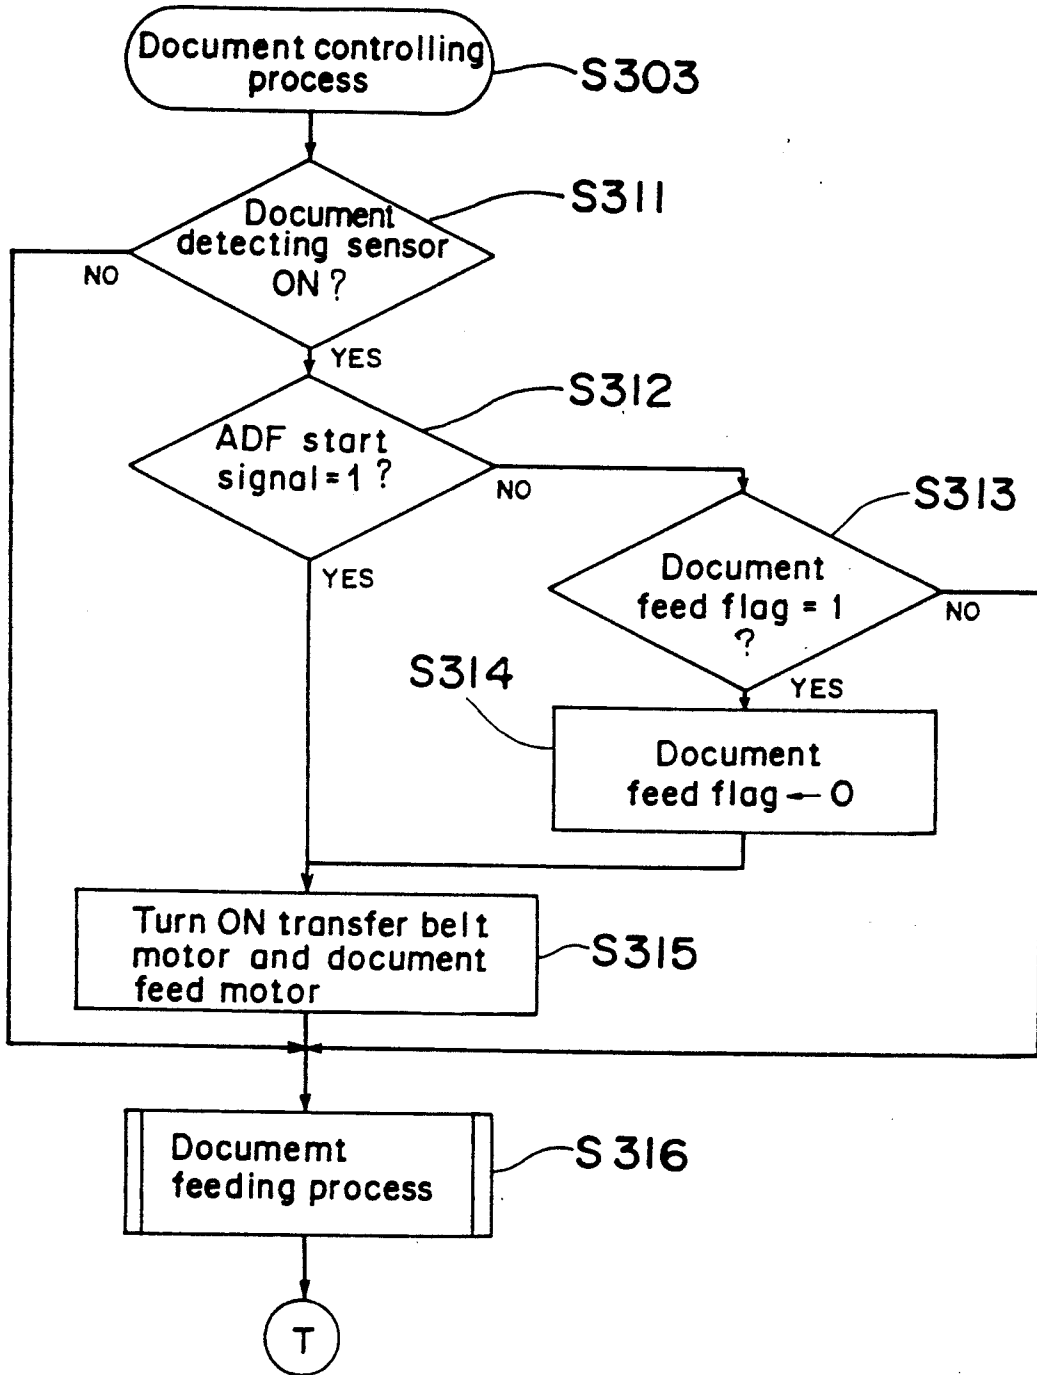 Document controlling
process
S303
S311
Document
detecting sensor
ON?
NO
YES
S312
ADF start
signal=1?
NO
YES
S313
Document
feed flag = 1
?
NO
YES
S314
Document
feed flag ← 0
Turn ON transfer belt
motor and document
feed motor
S315
Documemt
feeding process
S316
T